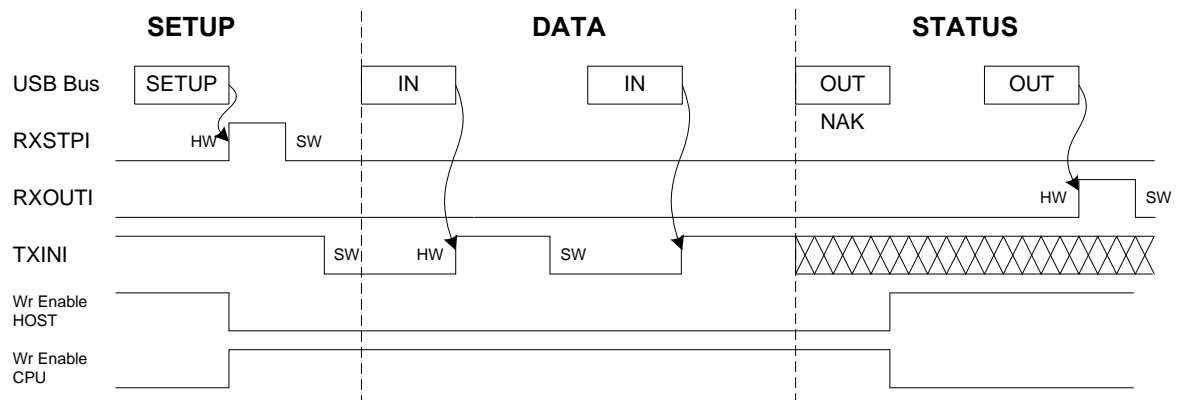 SETUP DATA STATUS
USB Bus SETUP IN IN OUT OUT
NAK
RXSTPI HW SW
RXOUTI HW SW
TXINI SW HW SW
Wr Enable
HOST
Wr Enable
CPU